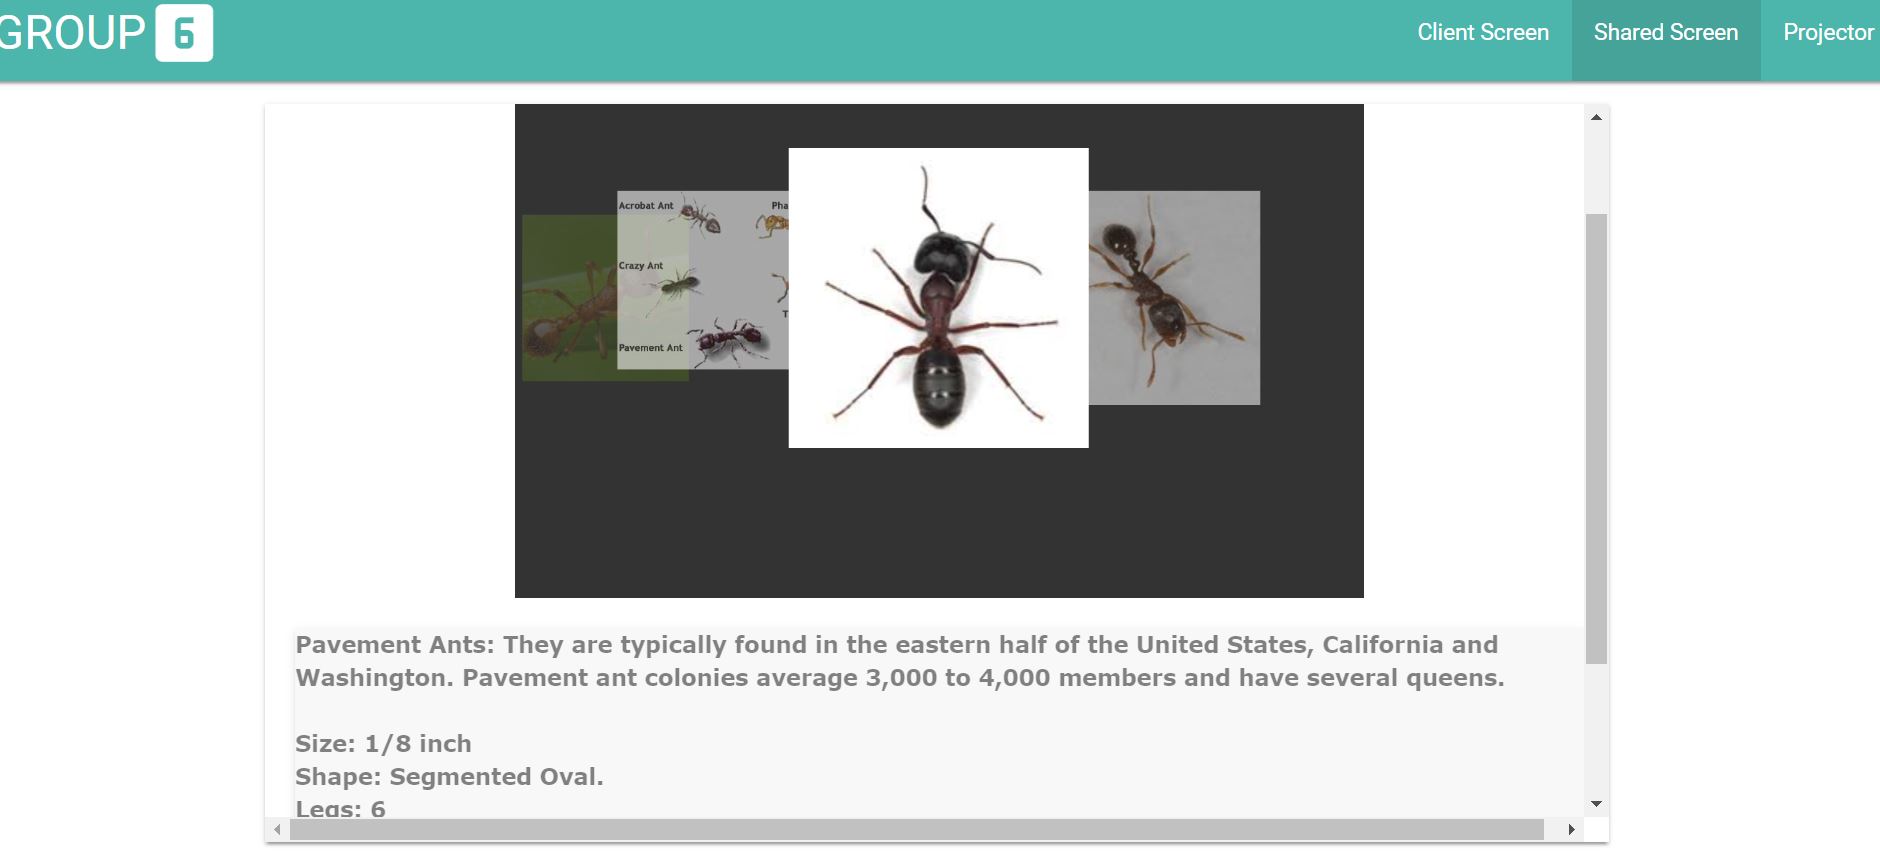 GROUP 6
Client Screen
Shared Screen
Projector
Acrobat Ant
Pha
Crazy Ant
T
Pavement Ant
Pavement Ants: They are typically found in the eastern half of the United States, California and
Washington. Pavement ant colonies average 3,000 to 4,000 members and have several queens.
Size: 1/8 inch
Shape: Segmented Oval.
Legs: 6